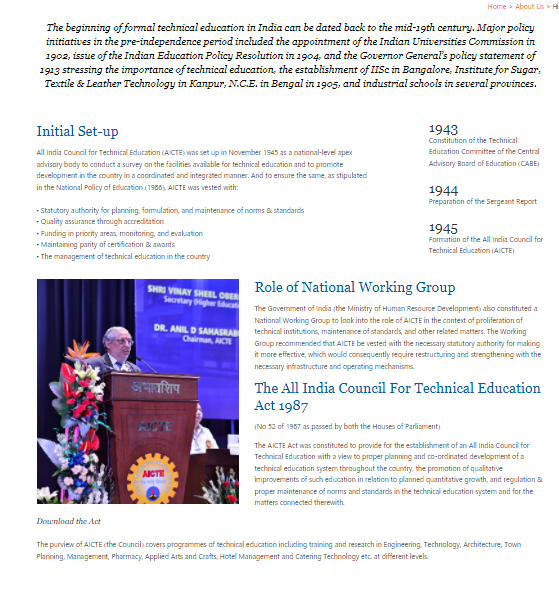 Home > About Us > Hi
The beginning of formal technical education in India can be dated back to the mid-19th century. Major policy
initiatives in the pre-independence period included the appointment of the Indian Universities Commission in
1902, issue of the Indian Education Policy Resolution in 1904, and the Governor General's policy statement of
1913 stressing the importance of technical education, the establishment of IISc in Bangalore, Institute for Sugar,
Textile & Leather Technology in Kanpur, N.C.E. in Bengal in 1905, and industrial schools in several provinces.
Initial Set-up
All India Council for Technical Education (AICTE) was set up in November 1945 as a national-level apex
advisory body to conduct a survey on the facilities available for technical education and to promote
development in the country in a coordinated and integrated manner. And to ensure the same, as stipulated
in the National Policy of Education (1986), AICTE was vested with:
• Statutory authority for planning, formulation, and maintenance of norms & standards
• Quality assurance through accreditation
• Funding in priority areas, monitoring, and evaluation
• Maintaining parity of certification & awards
• The management of technical education in the country
1943
Constitution of the Technical
Education Committee of the Central
Advisory Board of Education (CABE)
1944
Preparation of the Sergeant Report
1945
Formation of the All India Council for
Technical Education (AICTE)
SHRI VINAY SHEEL OBER
Secretary (Higher Educati
DR. ANIL D SAHASRAB
Chairman, AICTE
AICTE
AICTE
Role of National Working Group
The Government of India (the Ministry of Human Resource Development) also constituted a
National Working Group to look into the role of AICTE in the context of proliferation of
technical institutions, maintenance of standards, and other related matters. The Working
Group recommended that AICTE be vested with the necessary statutory authority for making
it more effective, which would consequently require restructuring and strengthening with the
necessary infrastructure and operating mechanisms.
The All India Council For Technical Education
Act 1987
(No 52 of 1987 as passed by both the Houses of Parliament)
The AICTE Act was constituted to provide for the establishment of an All India Council for
Technical Education with a view to proper planning and co-ordinated development of a
technical education system throughout the country, the promotion of qualitative
improvements of such education in relation to planned quantitative growth, and regulation &
proper maintenance of norms and standards in the technical education system and for the
matters connected therewith.
Download the Act
The purview of AICTE (the Council) covers programmes of technical education including training and research in Engineering, Technology, Architecture, Town
Planning, Management, Pharmacy, Applied Arts and Crafts, Hotel Management and Catering Technology etc. at different levels.